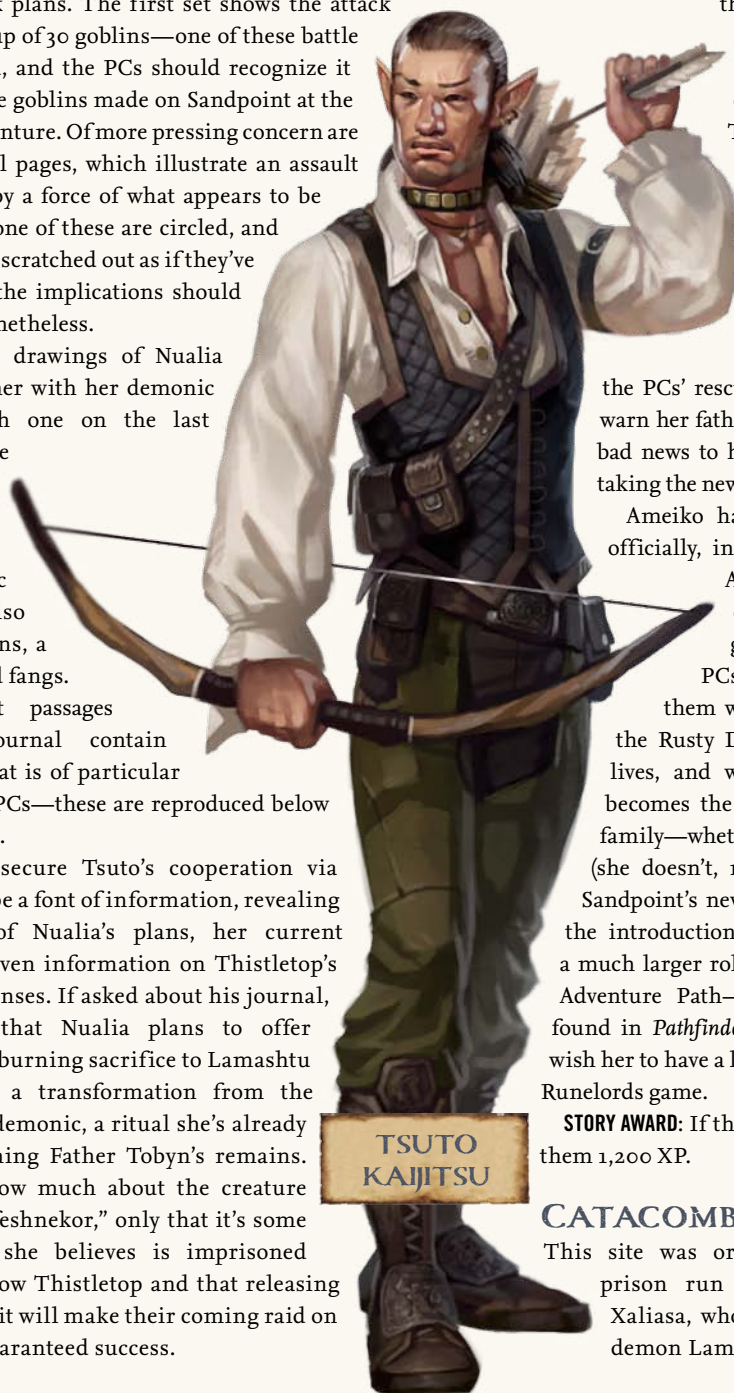 k plans. The first set shows the attack
up of 30 goblins—one of these battle
, and the PCs should recognize it
e goblins made on Sandpoint at the
enture. Of more pressing concern are
l pages, which illustrate an assault
by a force of what appears to be
one of these are circled, and
scratched out as if they've
the implications should
netheless.
drawings of Nualia
her with her demonic
h one on the last
e
c
lso
ns, a
d fangs.
t passages
ournal contain
at is of particular
PCs—these are reproduced below
.
secure Tsuto's cooperation via
be a font of information, revealing
of Nualia's plans, her current
ven information on Thistletop's
nses. If asked about his journal,
that Nualia plans to offer
burning sacrifice to Lamashtu
a transformation from the
demonic, a ritual she's already
ning Father Tobyn's remains.
ow much about the creature
feshnekor," only that it's some
she believes is imprisoned
ow Thistletop and that releasing
it will make their coming raid on
aranteed success.
TSUTO
KAIJITSU
th
T
the PCs' resc
warn her fath
bad news to h
taking the new
Ameiko ha
officially, in
A
g
PCs
them w
the Rusty D
lives, and w
becomes the
family—whet
(she doesn't, 1
Sandpoint's nev
the introduction
a much larger rol
Adventure Path—
found in Pathfinde
wish her to have a l
Runelords game.
STORY AWARD: If th
them 1,200 XP.
CATACOMB
This site was or
prison run
Xaliasa, who
demon Lam